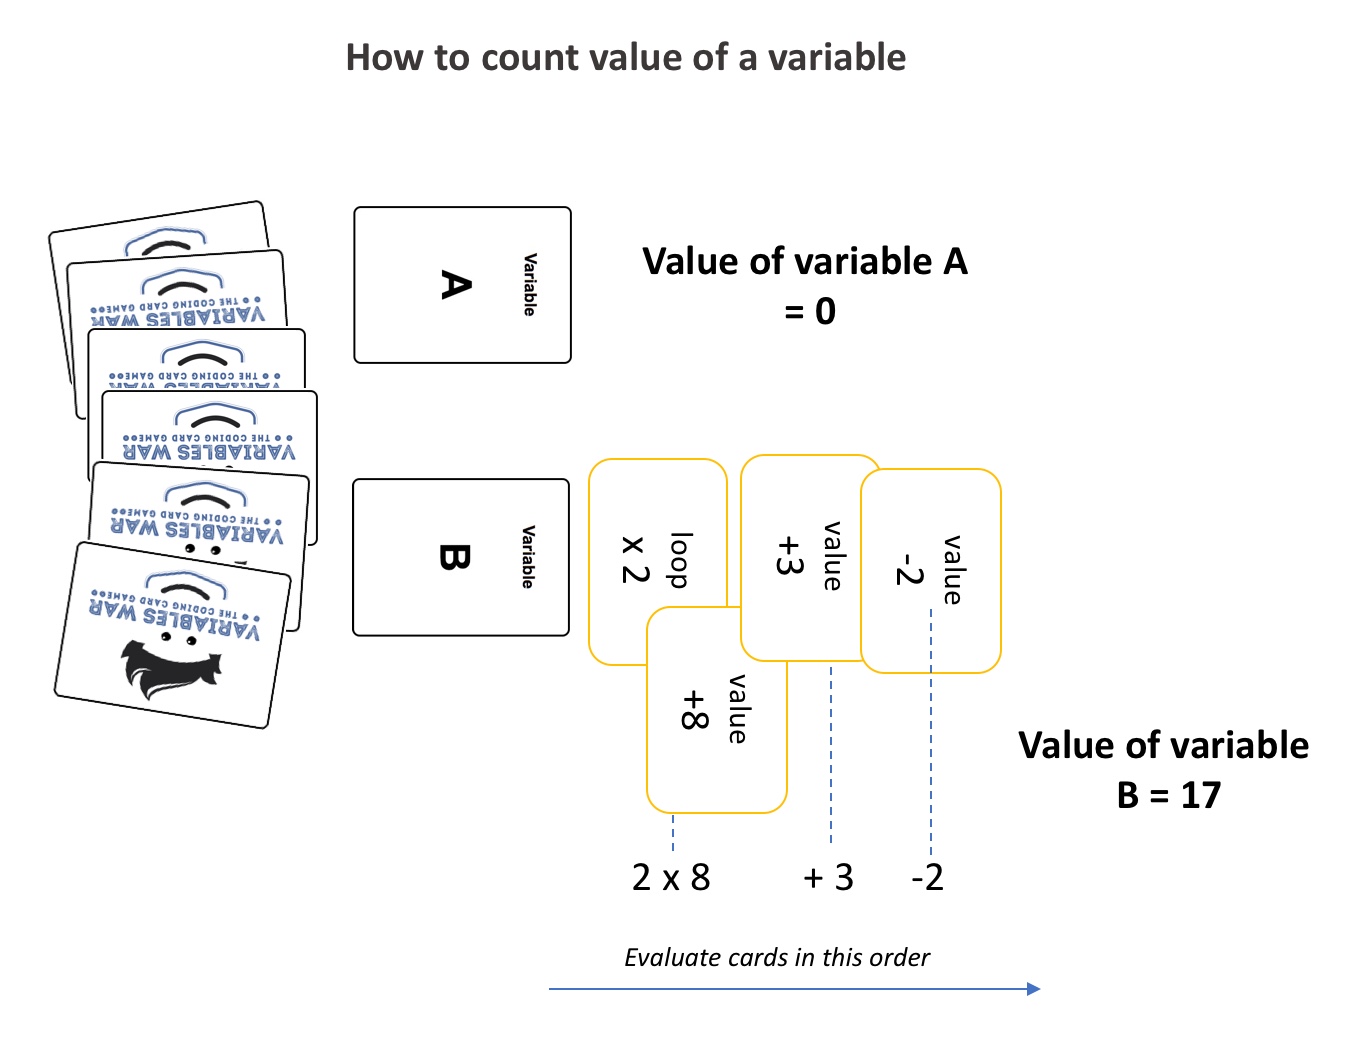 How to count value of a variable
THE CODING CARD GAME
VARIABLES WAR
THE CODING CARD GAME
VARIABLES WAR
THE CODING CARD GAME
VARIABLES WAR
THE CODING CARD GAME
VARIABLES WAR
THE CODING CARD GAME
VARIABLES WAR
Variable
A
Value of variable A
= 0
Variable
B
loop
x 2
value
+8
value
+3
value
-2
Value of variable
B = 17
2 x 8
+ 3
-2
Evaluate cards in this order